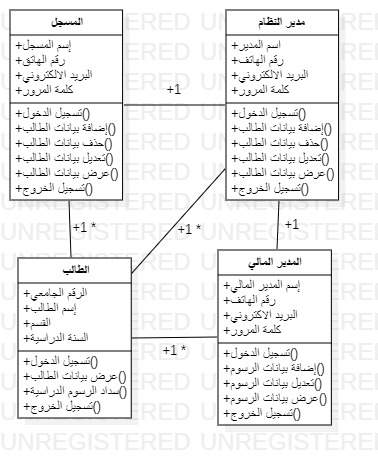 المسجل
+إسم المسجل
+رقم الهاتق
+البريد الالكتروني
+كلمة المرور
+تسجيل الدخول()
+إضافة بيانات الطالب()
+حذف بيانات الطالب()
+تعديل بيانات الطالب()
+عرض بيانات الطالب()
+تسجيل الخروج()
مدير النظام
+اسم المدير
+رقم الهاتف
+البريد الالكتروني
+كلمة المرور
+تسجيل الدخول()
+إضافة بيانات الطالب()
+حذف بيانات الطالب()
+تعديل بيانات الطالب()
+عرض بيانات الطالب()
+تسجيل الخروج()
+1
+1 *
+1 *
+1
الطالب
+الرقم الجامعي
+إسم الطالب
+القسم
+السنة الدراسية
+تسجيل الدخول()
+عرض بيانات الطالب()
+سداد الرسوم الدراسية()
+تسجيل الخروج()
المدير المالي
+إسم المدير المالي
+رقم الهاتف
+البريد الاكتروني
+كلمة المرور
+تسجيل الدخول()
+إضافة بيانات الرسوم()
+تعديل بيانات الرسوم()
+عرض بيانات الرسوم()
+تسجيل الخروج()
+1 *
UNREGISTERED